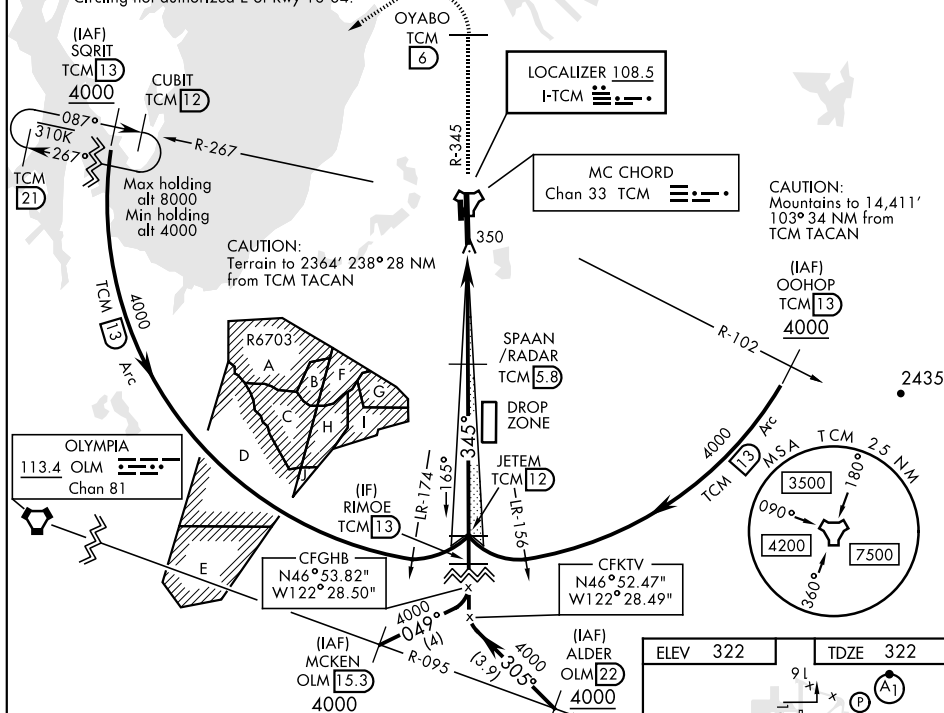 Circling not authorized E of Rwy 16-34.
OYABO
TCM
6
(IAF)
SQRIT
TCM 13
4000
CUBIT
TCM 12
087°
310K
267°
TCM
21
R-267
Max holding
alt 8000
Min holding
alt 4000
R-345
LOCALIZER 108.5
I-TCM
MC CHORD
Chan 33 TCM
350
CAUTION:
Mountains to 14,411'
103° 34 NM from
TCM TACAN
CAUTION:
Terrain to 2364' 238° 28 NM
from TCM TACAN
(IAF)
OOHOP
TCM 13
4000
R-102
2435
4000
TCM 13 Arc
R6703
A
B
F
G
C
H
I
J
D
E
SPAAN
/RADAR
TCM 5.8
DROP
ZONE
345°
4000
TCM 13 Arc
MSA TCM 25 NM
3500
180°
090°
4200
7500
360°
OLYMPIA
113.4 OLM
Chan 81
JETEM
TCM 12
LR-174
165°
LR-156
(IF)
RIMOE
TCM 13
CFGHB
N46°53.82"
W122°28.50"
CFKTV
N46°52.47"
W122°28.49"
x
x
4000
049°
(4)
R-095
4000
305°
(3.9)
(IAF)
MCKEN
OLM 15.3
4000
(IAF)
ALDER
OLM 22
4000
ELEV 322
TDZE 322
16
A1
P